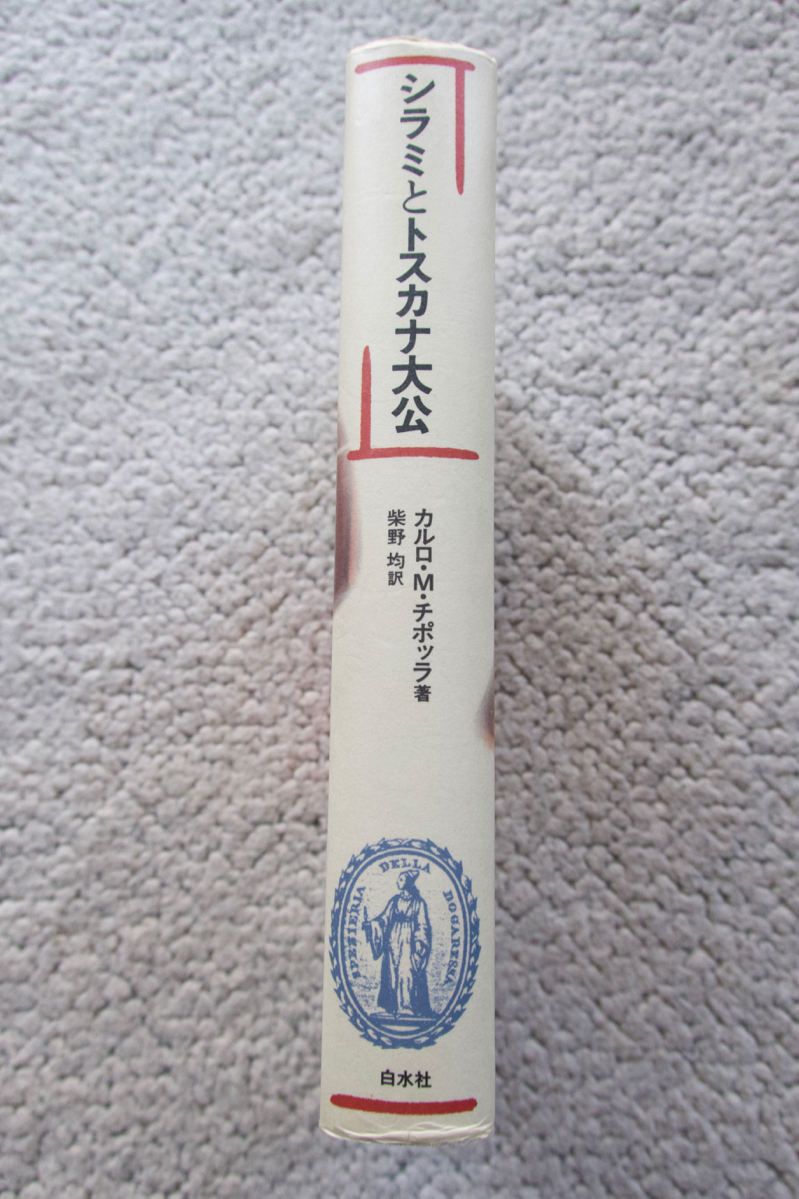 シラミとトスカナ大公
カルロ・M・チポッラ著
柴野 均訳
SPEZIERIA DELLA DOGARESSA
白水社